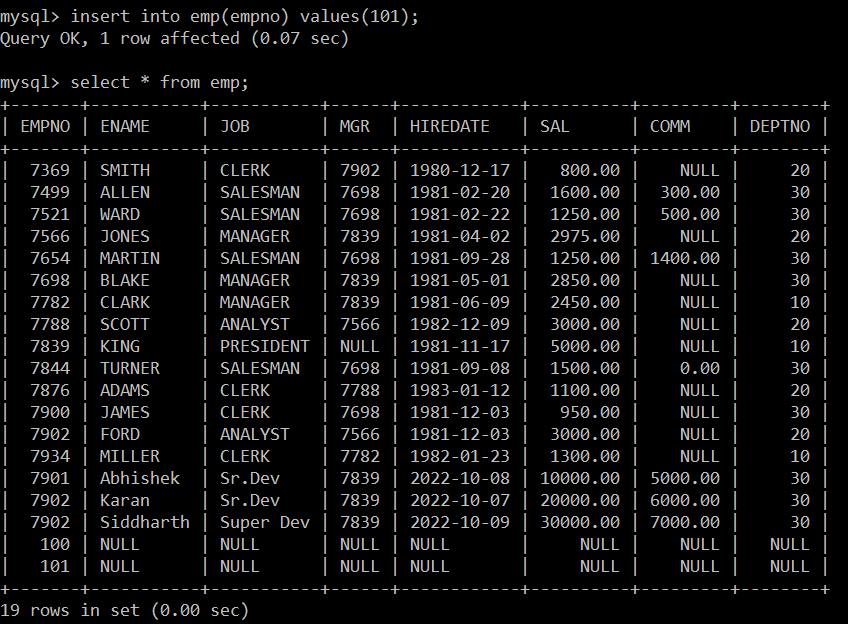 mysql> insert into emp(empno) values(101);
Query OK, 1 row affected (0.07 sec)
mysql> select * from emp;
+-------+------------+-----------+------+------------+----------+---------+--------+
| EMPNO | ENAME      | JOB       | MGR  | HIREDATE   | SAL      | COMM    | DEPTNO |
+-------+------------+-----------+------+------------+----------+---------+--------+
|  7369 | SMITH      | CLERK     | 7902 | 1980-12-17 |   800.00 |    NULL |     20 |
|  7499 | ALLEN      | SALESMAN  | 7698 | 1981-02-20 |  1600.00 |  300.00 |     30 |
|  7521 | WARD       | SALESMAN  | 7698 | 1981-02-22 |  1250.00 |  500.00 |     30 |
|  7566 | JONES      | MANAGER   | 7839 | 1981-04-02 |  2975.00 |    NULL |     20 |
|  7654 | MARTIN     | SALESMAN  | 7698 | 1981-09-28 |  1250.00 | 1400.00 |     30 |
|  7698 | BLAKE      | MANAGER   | 7839 | 1981-05-01 |  2850.00 |    NULL |     30 |
|  7782 | CLARK      | MANAGER   | 7839 | 1981-06-09 |  2450.00 |    NULL |     10 |
|  7788 | SCOTT      | ANALYST   | 7566 | 1982-12-09 |  3000.00 |    NULL |     20 |
|  7839 | KING       | PRESIDENT | NULL | 1981-11-17 |  5000.00 |    NULL |     10 |
|  7844 | TURNER     | SALESMAN  | 7698 | 1981-09-08 |  1500.00 |    0.00 |     30 |
|  7876 | ADAMS      | CLERK     | 7788 | 1983-01-12 |  1100.00 |    NULL |     20 |
|  7900 | JAMES      | CLERK     | 7698 | 1981-12-03 |   950.00 |    NULL |     30 |
|  7902 | FORD       | ANALYST   | 7566 | 1981-12-03 |  3000.00 |    NULL |     20 |
|  7934 | MILLER     | CLERK     | 7782 | 1982-01-23 |  1300.00 |    NULL |     10 |
|  7901 | Abhishek   | Sr.Dev    | 7839 | 2022-10-08 | 10000.00 | 5000.00 |     30 |
|  7902 | Karan      | Sr.Dev    | 7839 | 2022-10-07 | 20000.00 | 6000.00 |     30 |
|  7902 | Siddharth  | Super Dev | 7839 | 2022-10-09 | 30000.00 | 7000.00 |     30 |
|   100 | NULL       | NULL      | NULL | NULL       |     NULL |    NULL |   NULL |
|   101 | NULL       | NULL      | NULL | NULL       |     NULL |    NULL |   NULL |
+-------+------------+-----------+------+------------+----------+---------+--------+
19 rows in set (0.00 sec)